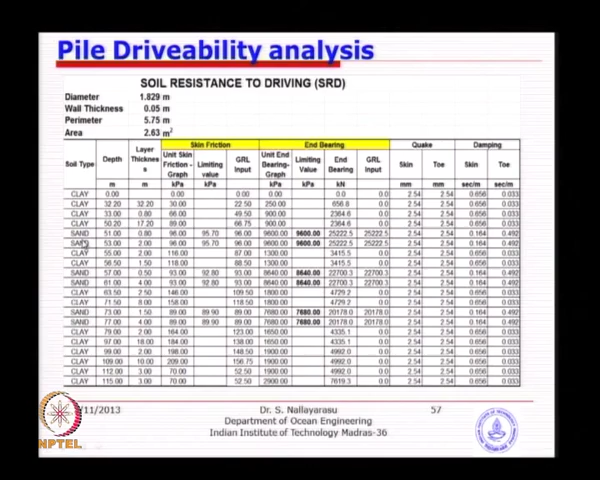 Pile Driveability analysis
SOIL RESISTANCE TO DRIVING (SRD)
Diameter 1.829 m
Wall Thickness 0.05 m
Perimeter 5.75 m
Area 2.63 m²
Skin Friction End Bearing Quake Damping
Soil Type Depth Layer Thicknes s Unit Skin Friction - Graph Limiting value GRL Input Unit End Bearing- Graph Limiting Value End Bearing GRL Input Skin Toe Skin Toe
m m kPa kPa kPa kPa kPa kN mm mm sec/m sec/m
CLAY 0.00 0.00 0.00 0.00 0.0 0.0 2.54 2.54 0.656 0.033
CLAY 32.20 32.20 30.00 22.50 250.00 656.8 0.0 2.54 2.54 0.656 0.033
CLAY 33.00 0.80 66.00 49.50 900.00 2364.6 0.0 2.54 2.54 0.656 0.033
CLAY 50.20 17.20 89.00 66.75 900.00 2364.6 0.0 2.54 2.54 0.656 0.033
SAND 51.00 0.80 96.00 95.70 96.00 9600.00 9600.00 25222.5 25222.5 2.54 2.54 0.164 0.492
SAND 53.00 2.00 96.00 95.70 96.00 9600.00 9600.00 25222.5 25222.5 2.54 2.54 0.164 0.492
CLAY 55.00 2.00 116.00 87.00 1300.00 3415.5 0.0 2.54 2.54 0.656 0.033
CLAY 56.50 1.50 118.00 88.50 1300.00 3415.5 0.0 2.54 2.54 0.656 0.033
SAND 57.00 0.50 93.00 92.80 93.00 8640.00 8640.00 22700.3 22700.3 2.54 2.54 0.164 0.492
SAND 61.00 4.00 93.00 92.80 93.00 8640.00 8640.00 22700.3 22700.3 2.54 2.54 0.164 0.492
CLAY 63.50 2.50 146.00 109.50 1800.00 4729.2 0.0 2.54 2.54 0.656 0.033
CLAY 71.50 8.00 158.00 118.50 1800.00 4729.2 0.0 2.54 2.54 0.656 0.033
SAND 73.00 1.50 89.00 89.90 89.00 7680.00 7680.00 20178.0 20178.0 2.54 2.54 0.164 0.492
SAND 77.00 4.00 89.00 89.90 89.00 7680.00 7680.00 20178.0 20178.0 2.54 2.54 0.164 0.492
CLAY 79.00 2.00 164.00 123.00 1650.00 4335.1 0.0 2.54 2.54 0.656 0.033
CLAY 97.00 18.00 184.00 138.00 1650.00 4335.1 0.0 2.54 2.54 0.656 0.033
CLAY 99.00 2.00 198.00 148.50 1900.00 4992.0 0.0 2.54 2.54 0.656 0.033
CLAY 109.00 10.00 209.00 156.75 1900.00 4992.0 0.0 2.54 2.54 0.656 0.033
CLAY 112.00 3.00 70.00 52.50 1900.00 4992.0 0.0 2.54 2.54 0.656 0.033
CLAY 115.00 3.00 70.00 52.50 2900.00 7619.3 0.0 2.54 2.54 0.656 0.033
/11/2013 Dr. S. Nallayarasu 57
Department of Ocean Engineering
Indian Institute of Technology Madras-36
NPTEL